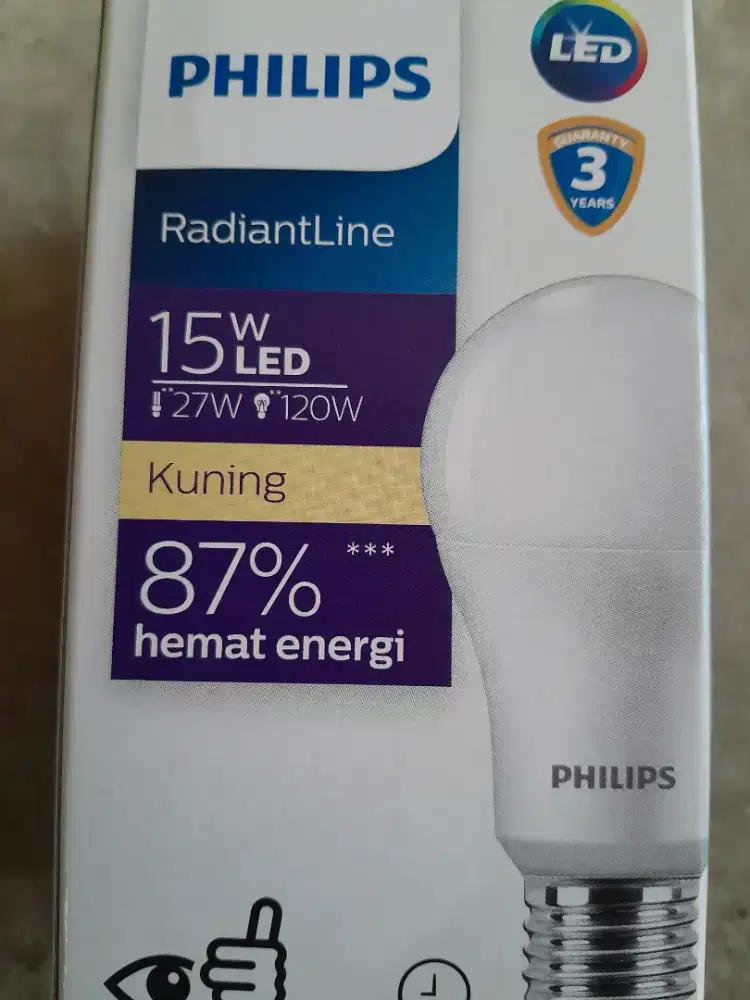 PHILIPS
LED
GUARANTY
3
YEARS
RadiantLine
15W
LED
**27W **120W
Kuning
87%***
hemat energi
PHILIPS